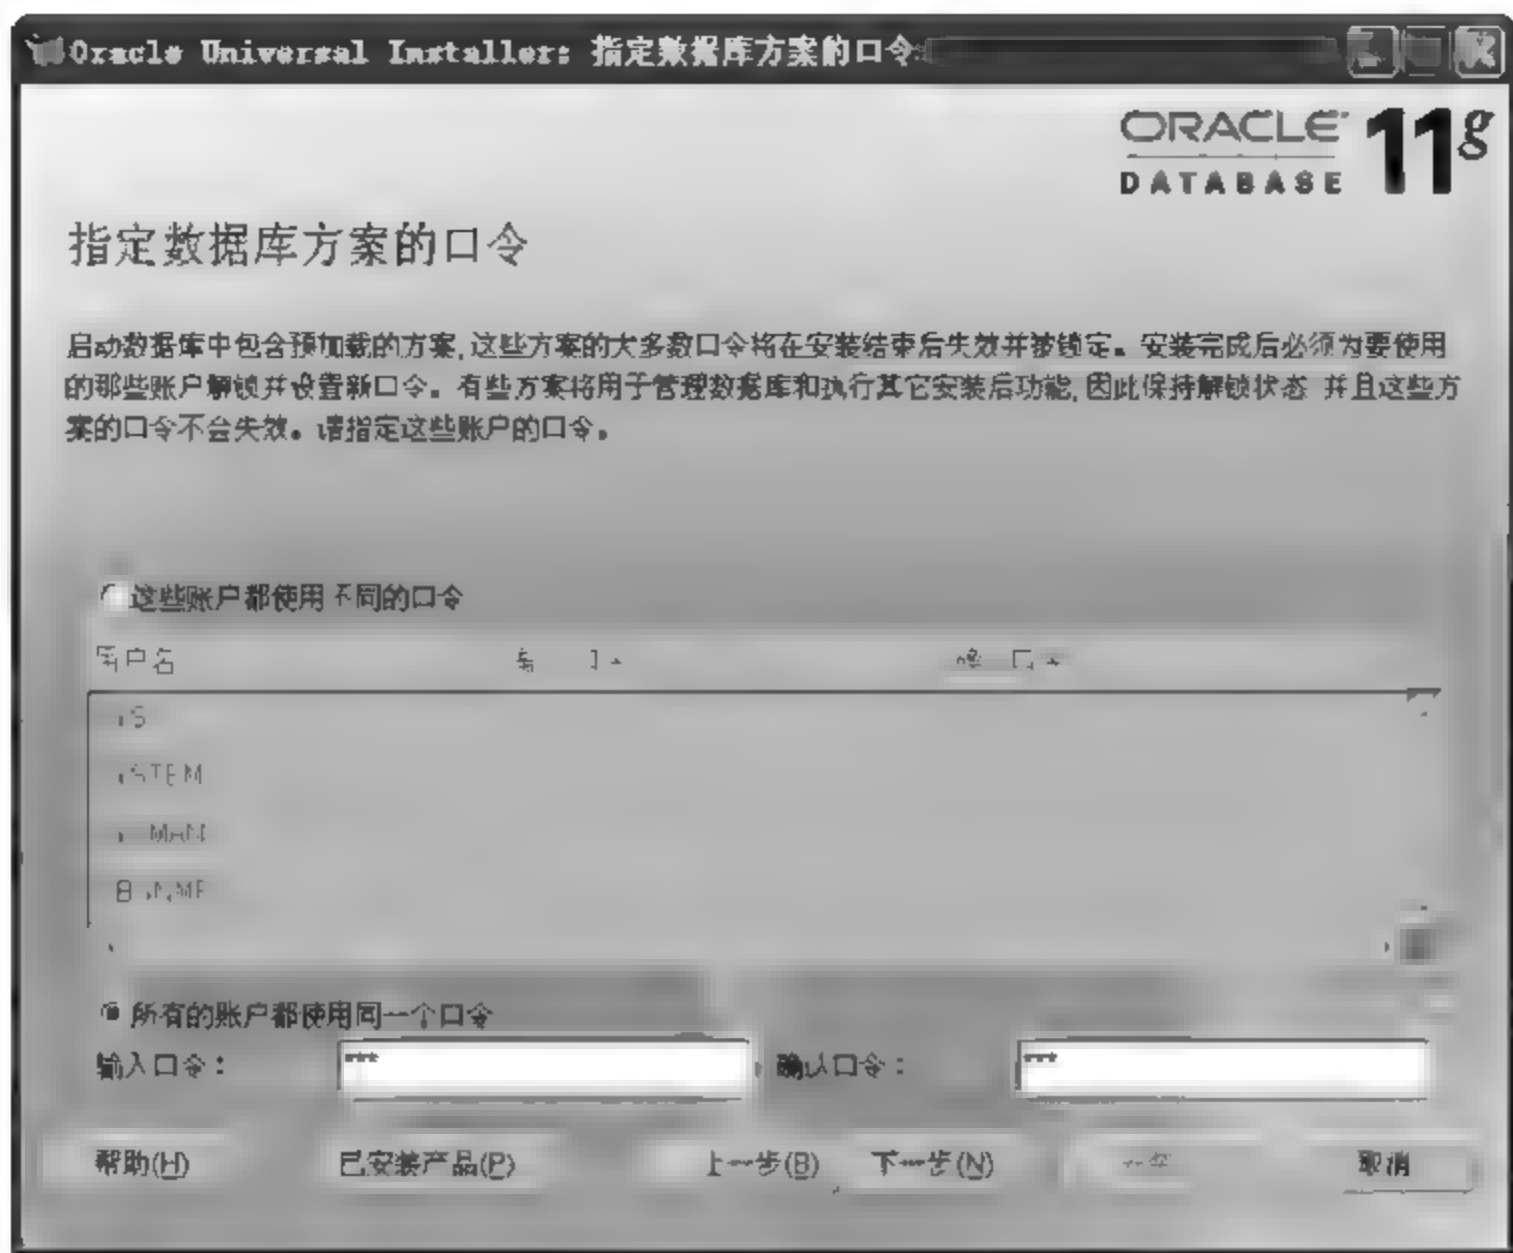 Oracle Universal Installer: 指定数据库方案的口令
ORACLE 11g
DATABASE
指定数据库方案的口令
启动数据库中包含预加载的方案,这些方案的大多数口令将在安装结束后失效并被锁定。安装完成后必须为要使用
的那些账户解锁并设置新口令。有些方案将用于管理数据库和执行其它安装后功能,因此保持解锁状态 并且这些方
案的口令不会失效。请指定这些账户的口令。
这些账户都使用不同的口令
用户名
所有的账户都使用同一个口令
输入口令: *** 确认口令: ***
帮助(H) 已安装产品(P) 上一步(B) 下一步(N) 取消